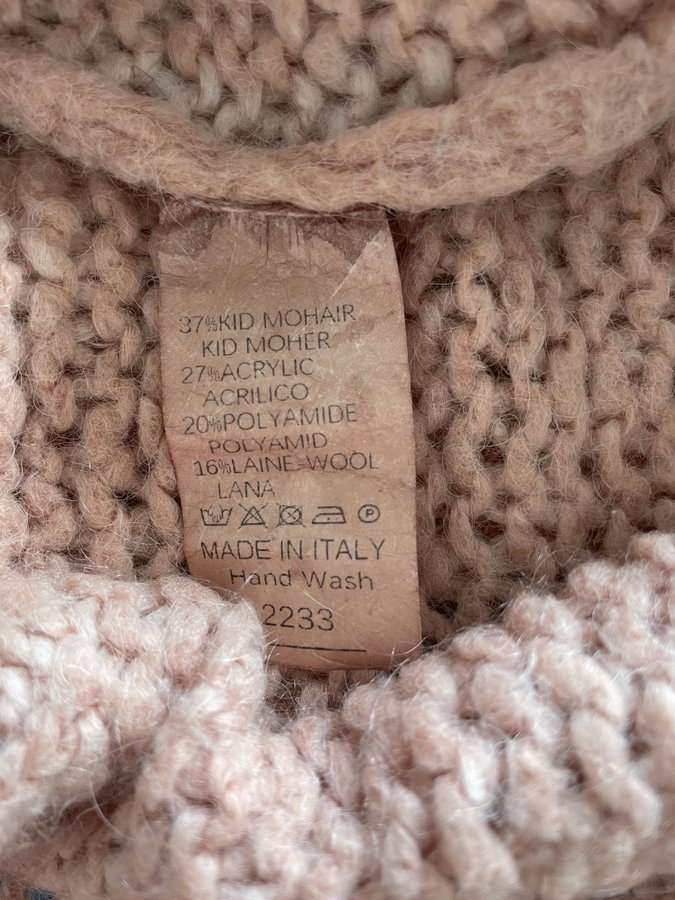 37%KID MOHAIR
KID MOHER
27%ACRYLIC
ACRILICO
20%POLYAMIDE
POLYAMID
16%LAINE-WOOL
LANA
P
MADE IN ITALY
Hand Wash
2233